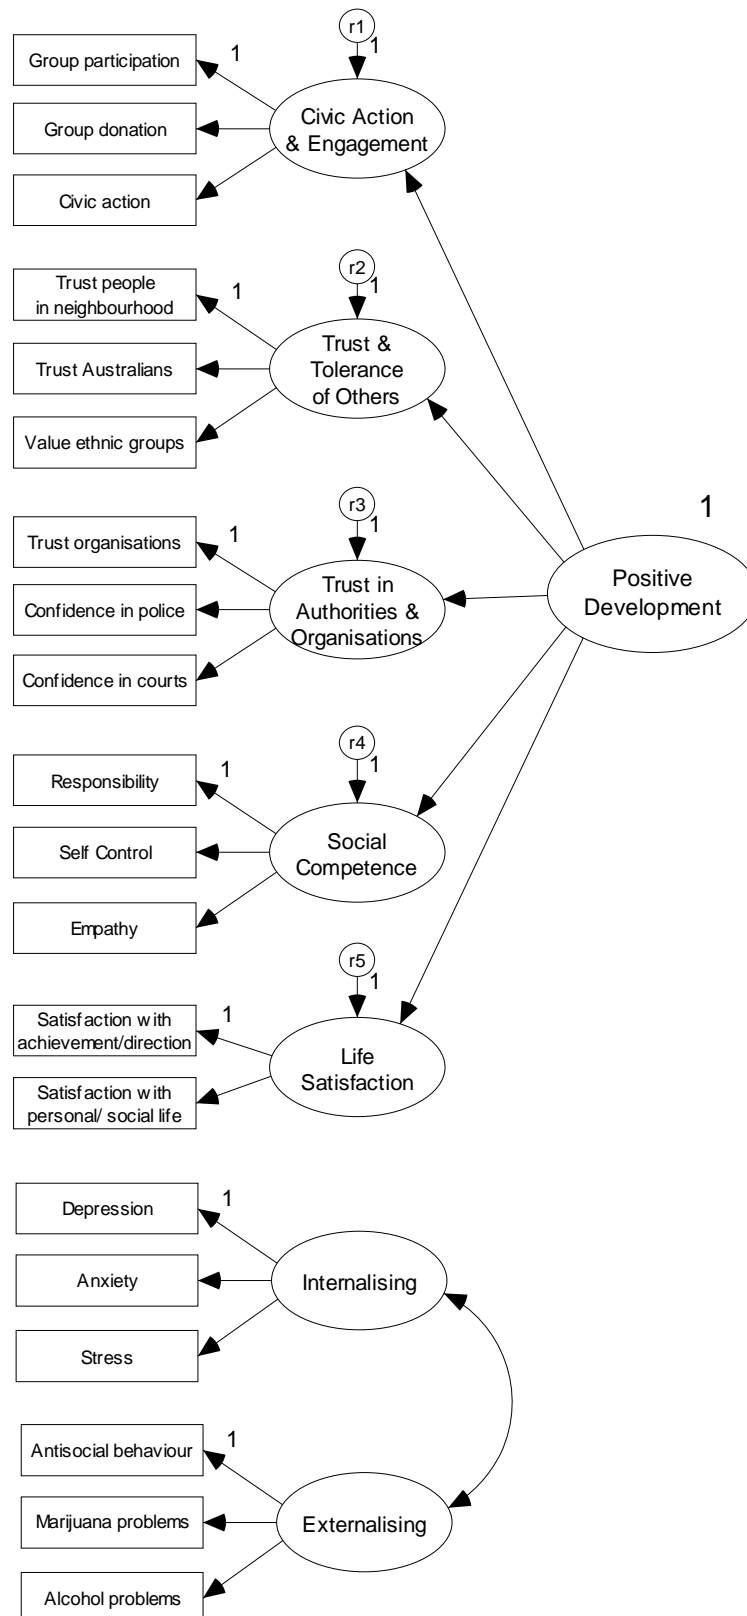 r1
1
1
Group participation
Group donation
Civic action
Civic Action
& Engagement
r2
1
1
Trust people
in neighbourhood
Trust Australians
Value ethnic groups
Trust &
Tolerance
of Others
r3
1
1
Trust organisations
Confidence in police
Confidence in courts
Trust in
Authorities &
Organisations
1
Positive
Development
r4
1
1
Responsibility
Self Control
Empathy
Social
Competence
r5
1
1
Satisfaction with
achievement/direction
Satisfaction with
personal/ social life
Life
Satisfaction
1
Depression
Anxiety
Stress
Internalising
1
Antisocial behaviour
Marijuana problems
Alcohol problems
Externalising